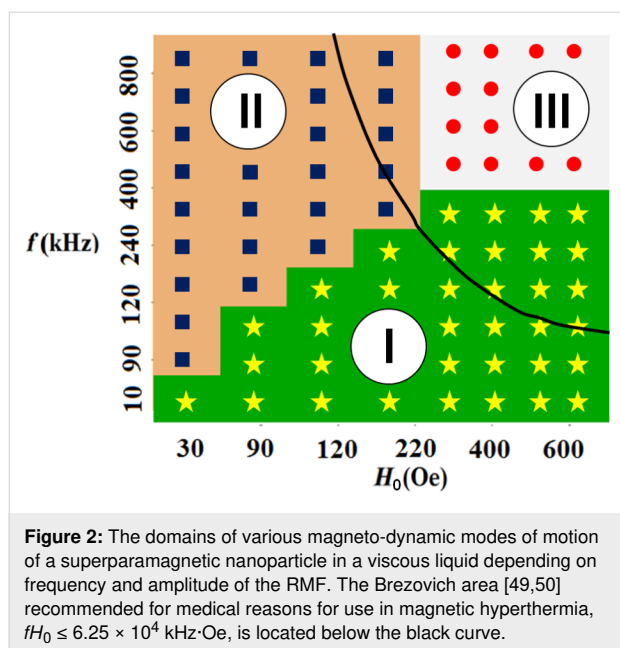 800
600
400
240
120
90
10
f (kHz)
II
III
I
30 90 120 220 400 600
H₀(Oe)
Figure 2: The domains of various magneto-dynamic modes of motion
of a superparamagnetic nanoparticle in a viscous liquid depending on
frequency and amplitude of the RMF. The Brezovich area [49,50]
recommended for medical reasons for use in magnetic hyperthermia,
fH₀ ≤ 6.25 × 10⁴ kHz·Oe, is located below the black curve.